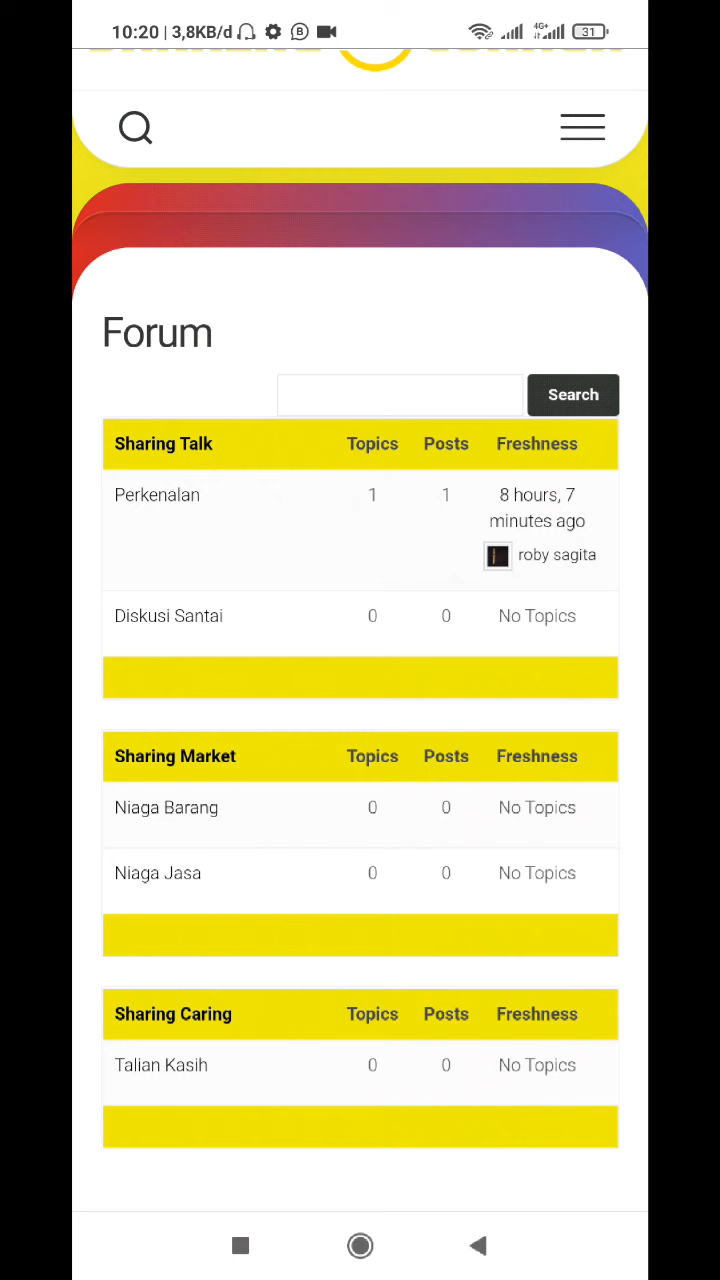 10:20 | 3,8KB/d
4G+
31
Forum
Search
Sharing Talk Topics Posts Freshness
Perkenalan 1 1 8 hours, 7
minutes ago
roby sagita
Diskusi Santai 0 0 No Topics
Sharing Market Topics Posts Freshness
Niaga Barang 0 0 No Topics
Niaga Jasa 0 0 No Topics
Sharing Caring Topics Posts Freshness
Talian Kasih 0 0 No Topics